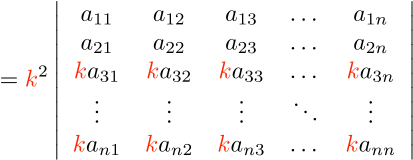 a₁₁ a₁₂ a₁₃ … a₁ₙ
a₂₁ a₂₂ a₂₃ … a₂ₙ
= k² | ka₃₁ ka₃₂ ka₃₃ … ka₃ₙ |
⋮ ⋮ ⋮ ⋱ ⋮
kaₙ₁ kaₙ₂ kaₙ₃ … kaₙₙ